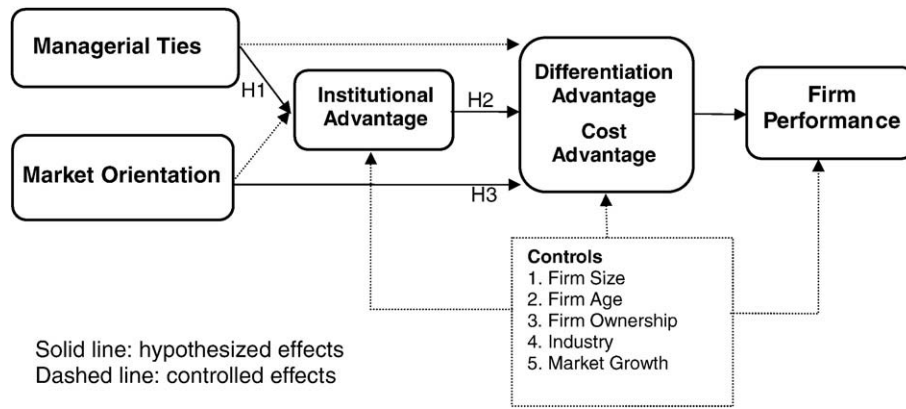 Managerial Ties
H1
Market Orientation
Institutional
Advantage
H2
H3
Differentiation
Advantage
Cost
Advantage
Firm
Performance
Controls
1. Firm Size
2. Firm Age
3. Firm Ownership
4. Industry
5. Market Growth
Solid line: hypothesized effects
Dashed line: controlled effects